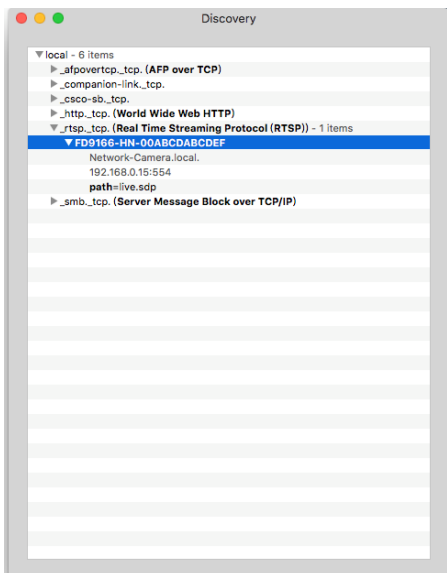 Discovery
local - 6 items
_afpovertcp._tcp. (AFP over TCP)
_companion-link._tcp.
_csco-sb._tcp.
_http._tcp. (World Wide Web HTTP)
_rtsp._tcp. (Real Time Streaming Protocol (RTSP)) - 1 items
FD9166-HN-00ABCDABCDEF
Network-Camera.local.
192.168.0.15:554
path=live.sdp
_smb._tcp. (Server Message Block over TCP/IP)